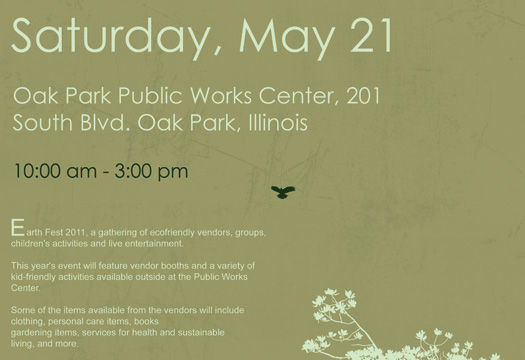 Saturday, May 21
Oak Park Public Works Center, 201
South Blvd. Oak Park, Illinois
10:00 am - 3:00 pm
Earth Fest 2011, a gathering of ecofriendly vendors, groups,
children's activities and live entertainment.
This year's event will feature vendor booths and a variety of
kid-friendly activities available outside at the Public Works
Center.
Some of the items available from the vendors will include
clothing, personal care items, books
gardening items, services for health and sustainable
living, and more.